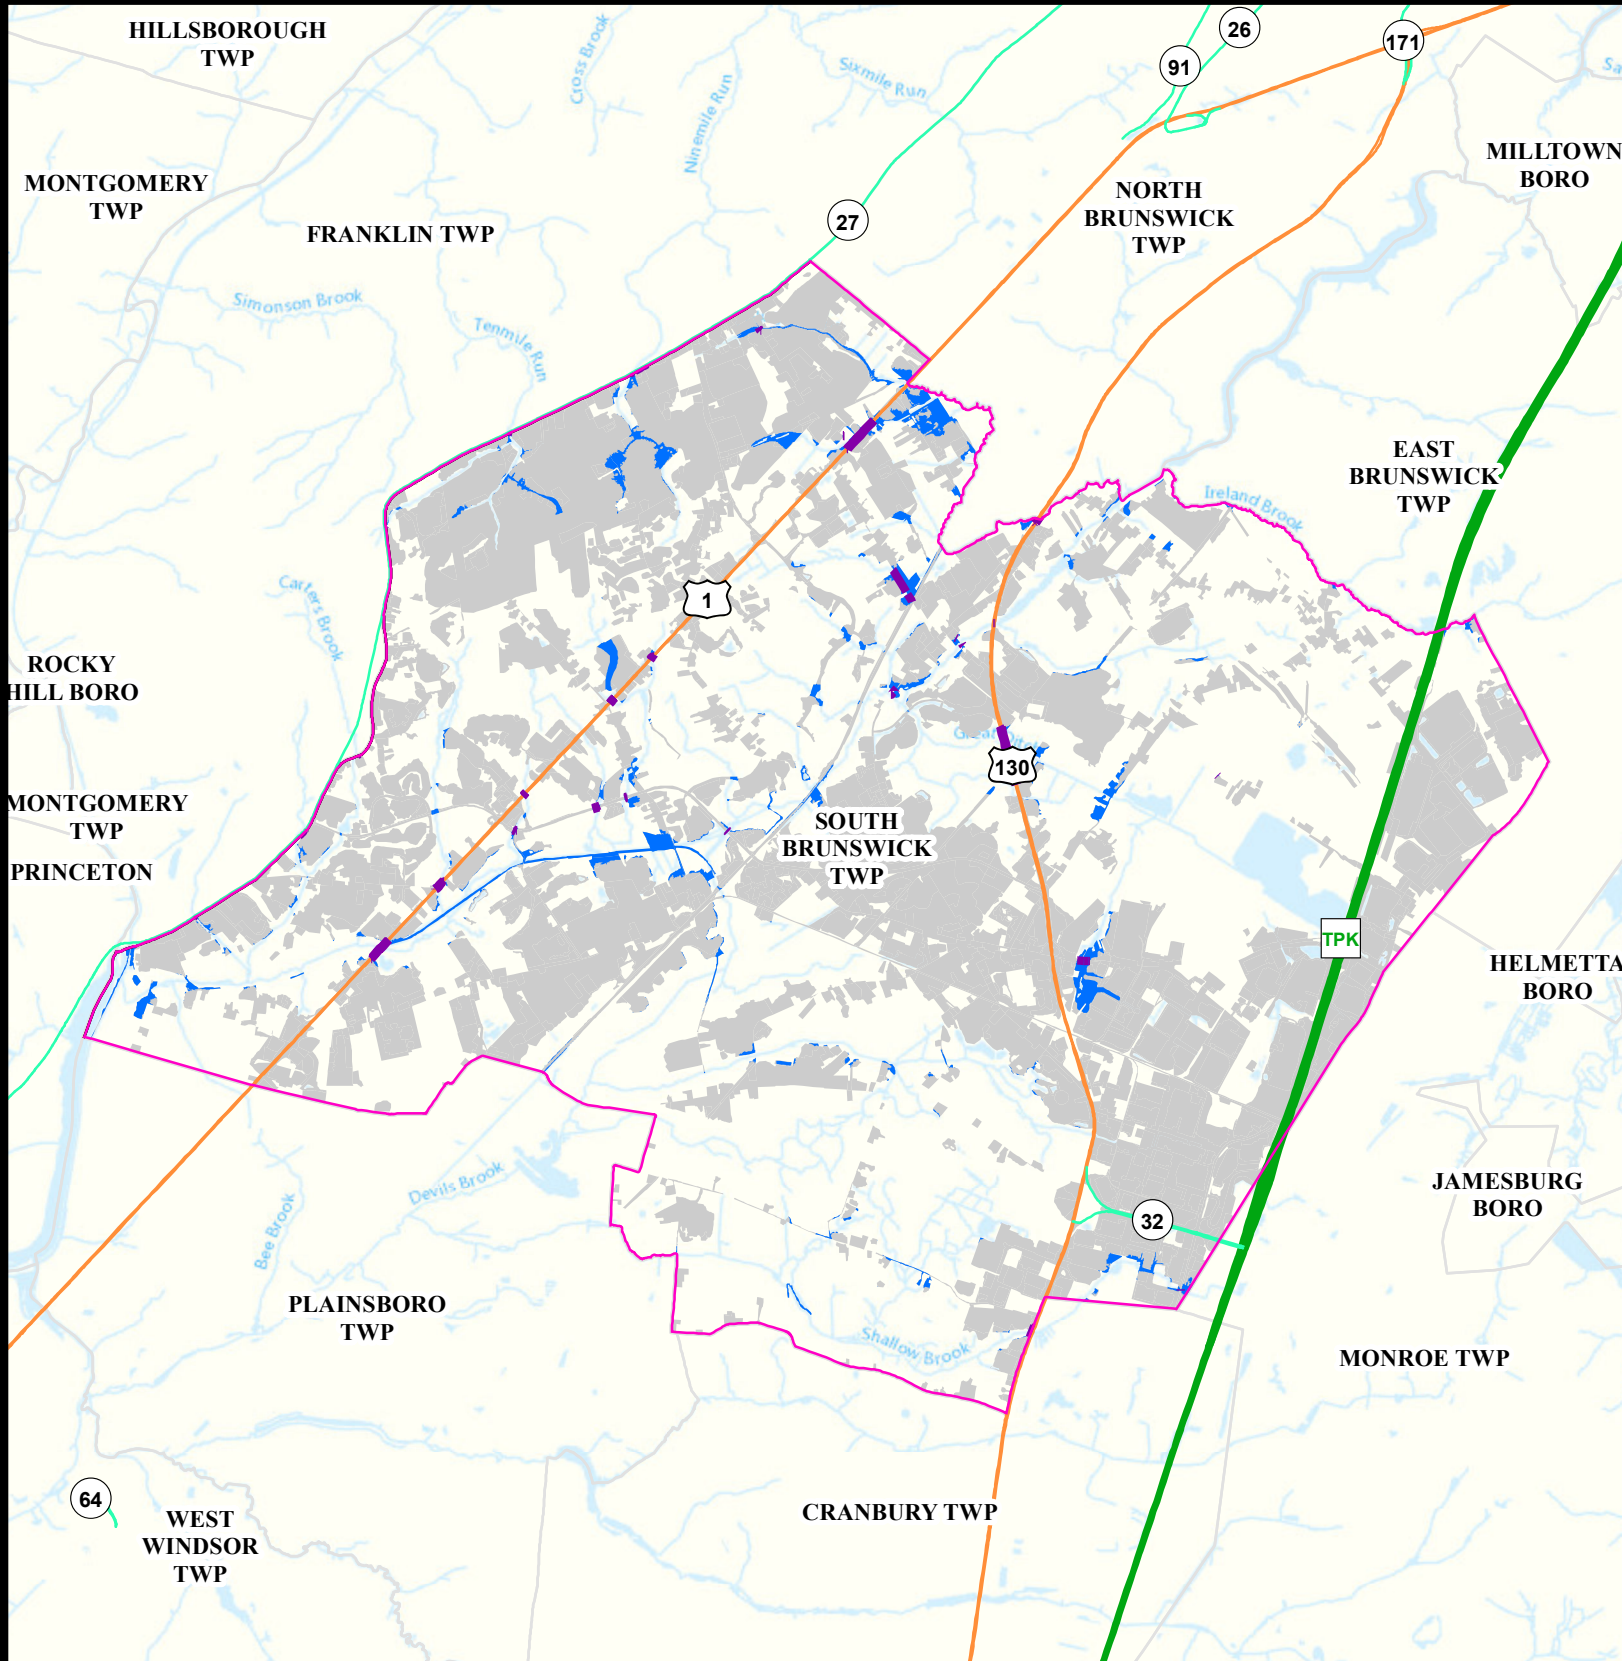 HILLSBOROUGH
TWP
Cross Brook
Ninemile Run
Sixmile Run
26
91
171
Sa
MILLTOWN
BORO
MONTGOMERY
TWP
FRANKLIN TWP
27
NORTH
BRUNSWICK
TWP
Simonson Brook
Tenmile Run
EAST
BRUNSWICK
TWP
Ireland Brook
Carters Brook
1
ROCKY
HILL BORO
130
MONTGOMERY
TWP
PRINCETON
SOUTH
BRUNSWICK
TWP
TPK
HELMETTA
BORO
Devils Brook
Bee Brook
JAMESBURG
BORO
32
PLAINSBORO
TWP
Shallow Brook
MONROE TWP
64
WEST
WINDSOR
TWP
CRANBURY TWP